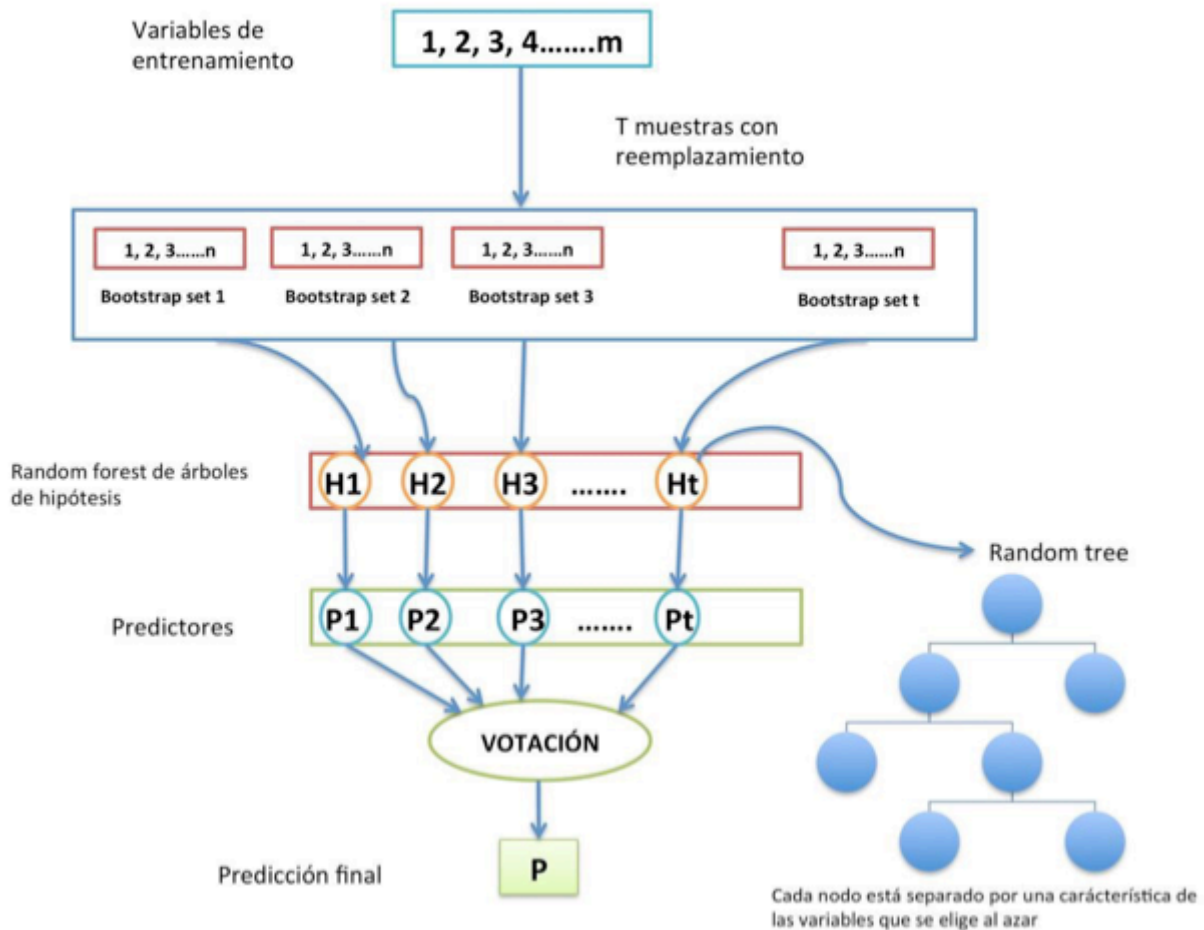 Variables de
entrenamiento
1, 2, 3, 4.......m
T muestras con
reemplazamiento
1, 2, 3......n
1, 2, 3......n
1, 2, 3......n
1, 2, 3......n
Bootstrap set 1
Bootstrap set 2
Bootstrap set 3
Bootstrap set t
Random forest de árboles
de hipótesis
H1
H2
H3
.......
Ht
Random tree
Predictores
P1
P2
P3
.......
Pt
VOTACIÓN
Predicción final
P
Cada nodo está separado por una carácterística de
las variables que se elige al azar